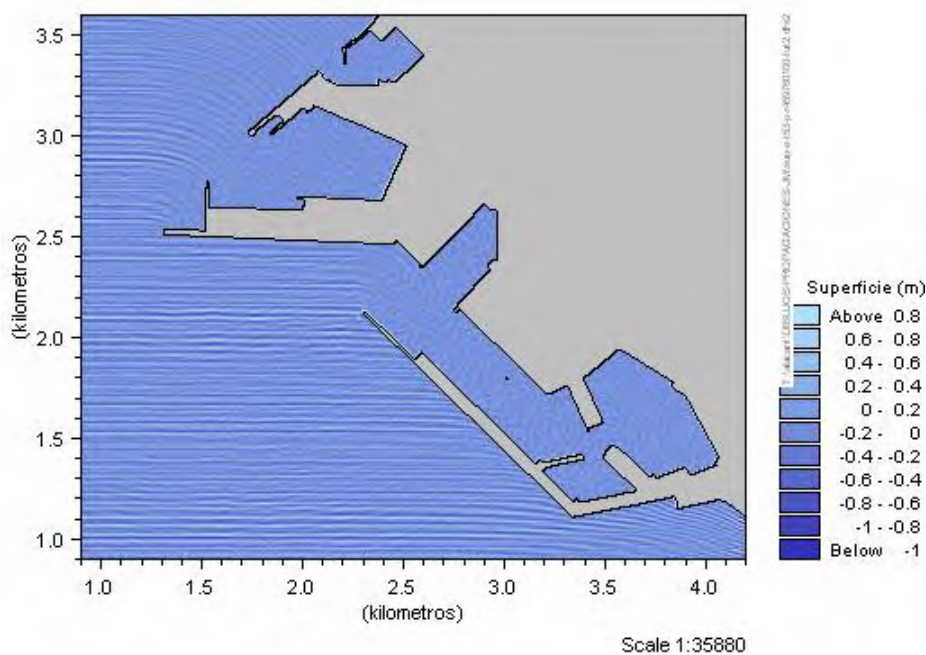 3.5
3.0
2.5
2.0
1.5
1.0
(kilometros)
1.0 1.5 2.0 2.5 3.0 3.5 4.0
(kilometros)
Scale 1:35880
Superficie (m)
Above 0.8
0.6 - 0.8
0.4 - 0.6
0.2 - 0.4
0 - 0.2
-0.2 - 0
-0.4 - -0.2
-0.6 - -0.4
-0.8 - -0.6
-1 - -0.8
Below -1